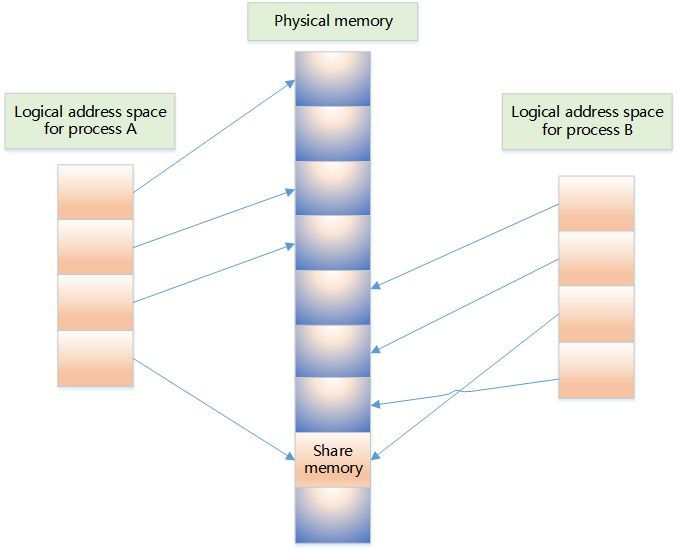 Physical memory
Logical address space
for process A
Logical address space
for process B
Share
memory